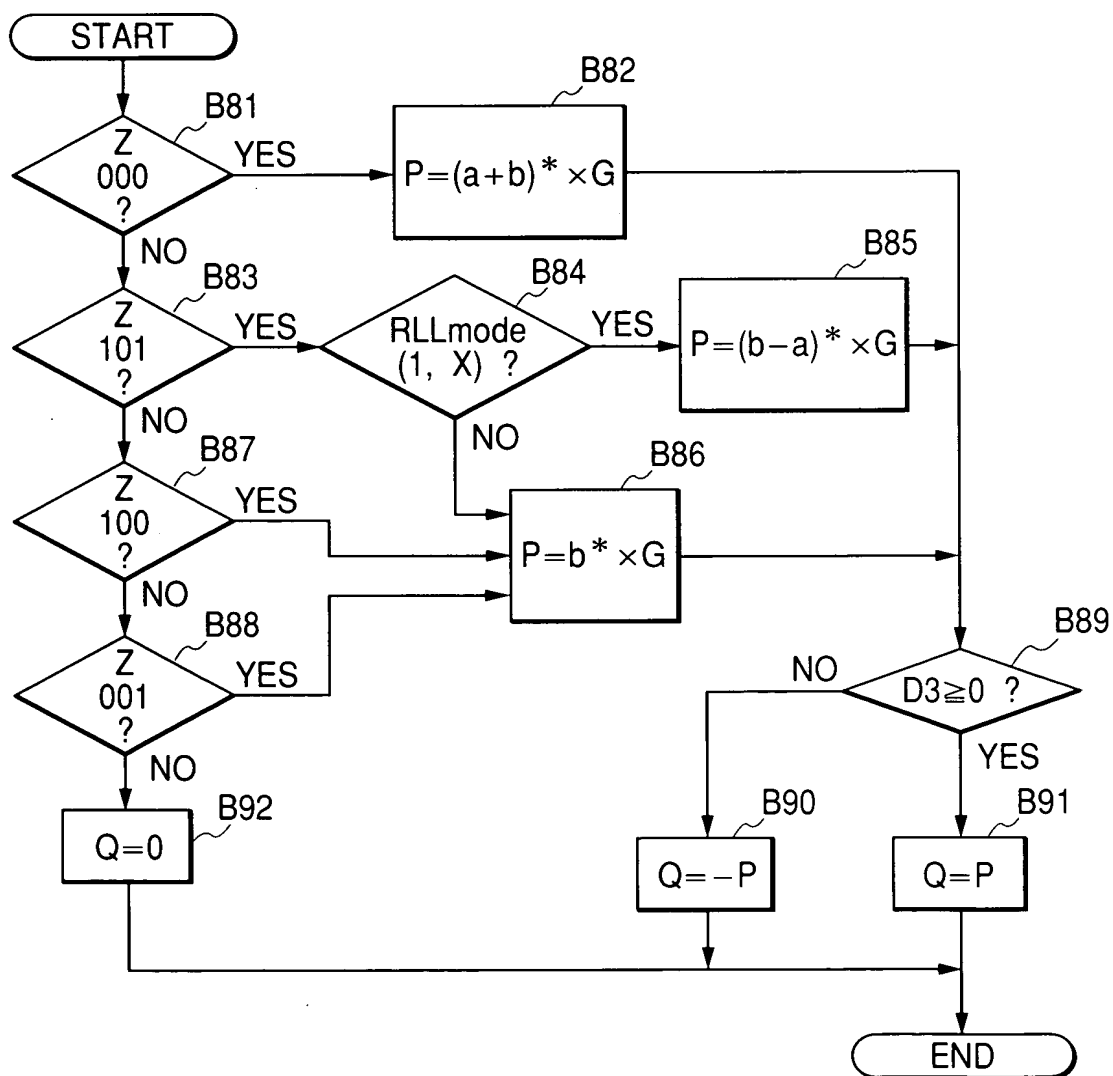 START
B81
Z
000
?
YES
NO
B82
P=(a+b)* ×G
B83
Z
101
?
YES
NO
B84
RLLmode
(1, X) ?
YES
NO
B85
P=(b−a)* ×G
B86
P=b* ×G
B87
Z
100
?
YES
NO
B88
Z
001
?
YES
NO
B89
D3≧0 ?
NO
YES
B90
Q=−P
B91
Q=P
B92
Q=0
END